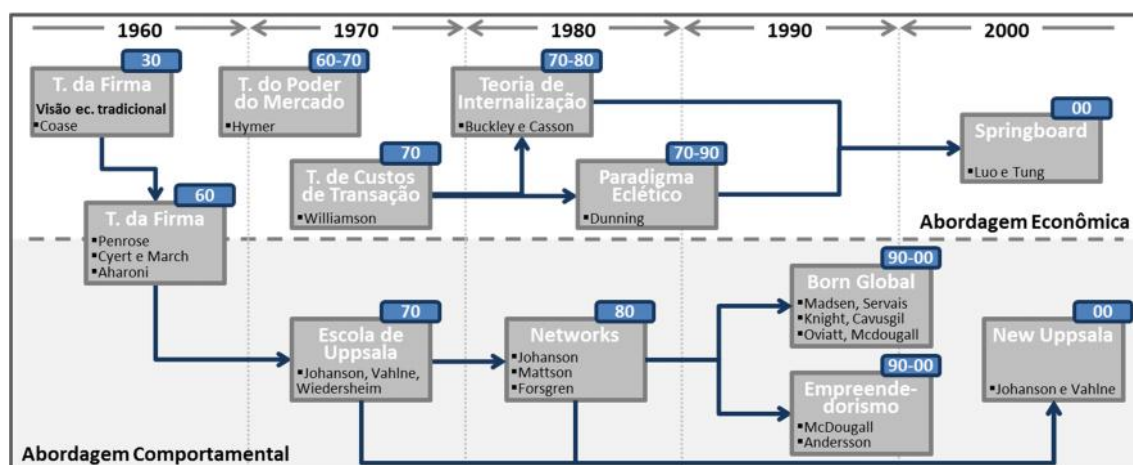 1960
1970
1980
1990
2000
30
T. da Firma
Visão ec. tradicional
▪Coase
60-70
T. do Poder
do Mercado
▪Hymer
70-80
Teoria de
Internalização
▪Buckley e Casson
00
Springboard
▪Luo e Tung
70
T. de Custos
de Transação
▪Williamson
70-90
Paradigma
Eclético
▪Dunning
60
T. da Firma
▪Penrose
▪Cyert e March
▪Aharoni
Abordagem Econômica
70
Escola de
Uppsala
▪Johanson, Vahlne,
Wiedersheim
80
Networks
▪Johanson
▪Mattson
▪Forsgren
90-00
Born Global
▪Madsen, Servais
▪Knight, Cavusgil
▪Oviatt, Mcdougall
90-00
Empreende-
dorismo
▪McDougall
▪Andersson
00
New Uppsala
▪Johanson e Vahlne
Abordagem Comportamental